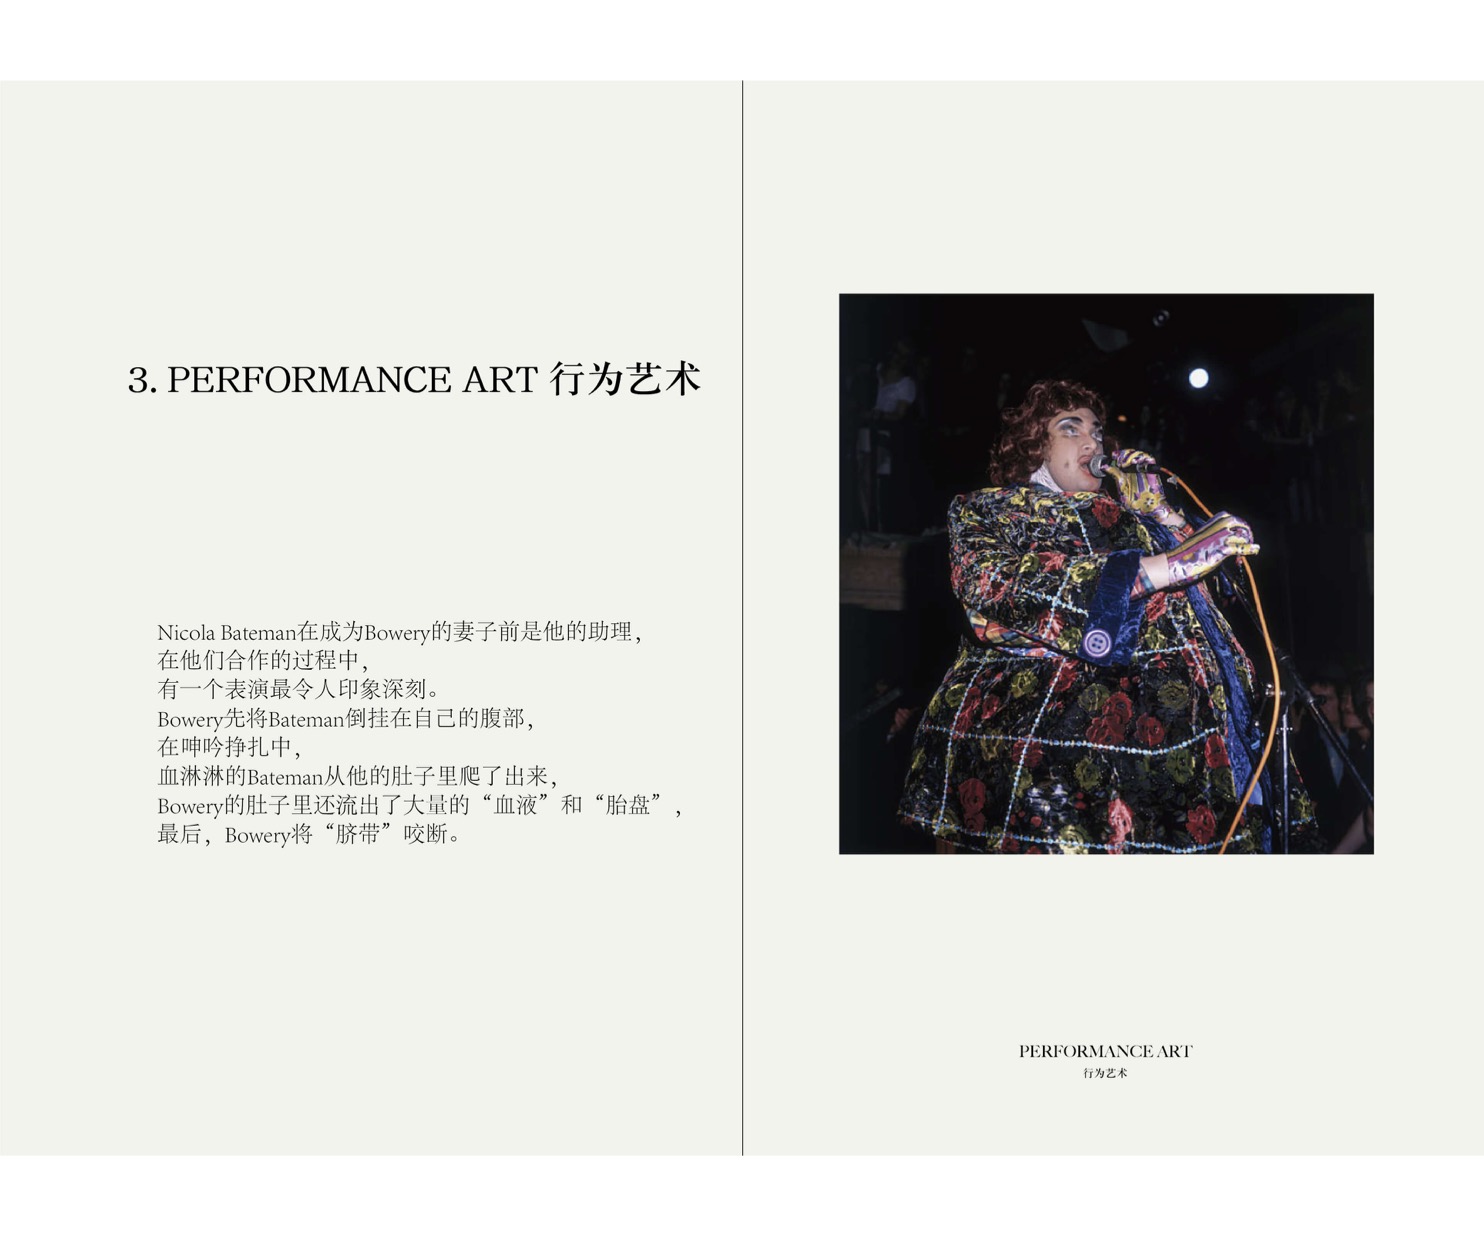 3. PERFORMANCE ART 行为艺术
Nicola Bateman在成为Bowery的妻子前是他的助理，
在他们合作的过程中，
有一个表演最令人印象深刻。
Bowery先将Bateman倒挂在自己的腹部，
在呻吟挣扎中，
血淋淋的Bateman从他的肚子里爬了出来，
Bowery的肚子里还流出了大量的“血液”和“胎盘”，
最后，Bowery将“脐带”咬断。
PERFORMANCE ART
行为艺术